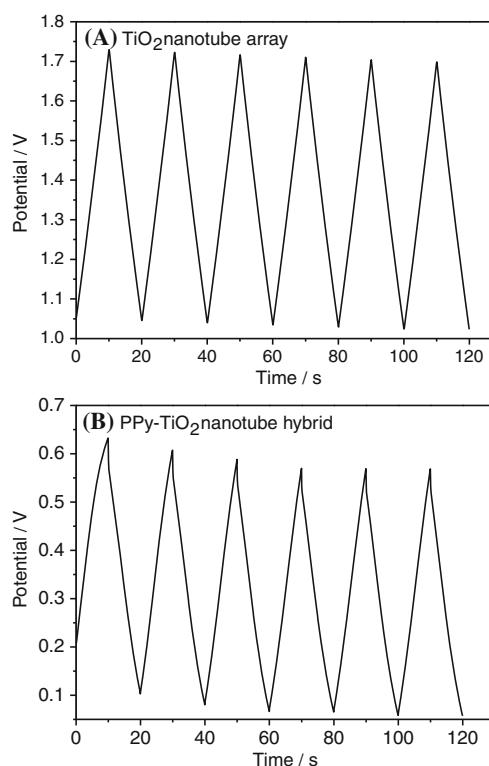 (A) TiO2nanotube array
1.8
1.7
1.6
1.5
1.4
1.3
1.2
1.1
1.0
Potential / V
0 20 40 60 80 100 120
Time / s
(B) PPy-TiO2nanotube hybrid
0.7
0.6
0.5
0.4
0.3
0.2
0.1
Potential / V
0 20 40 60 80 100 120
Time / s